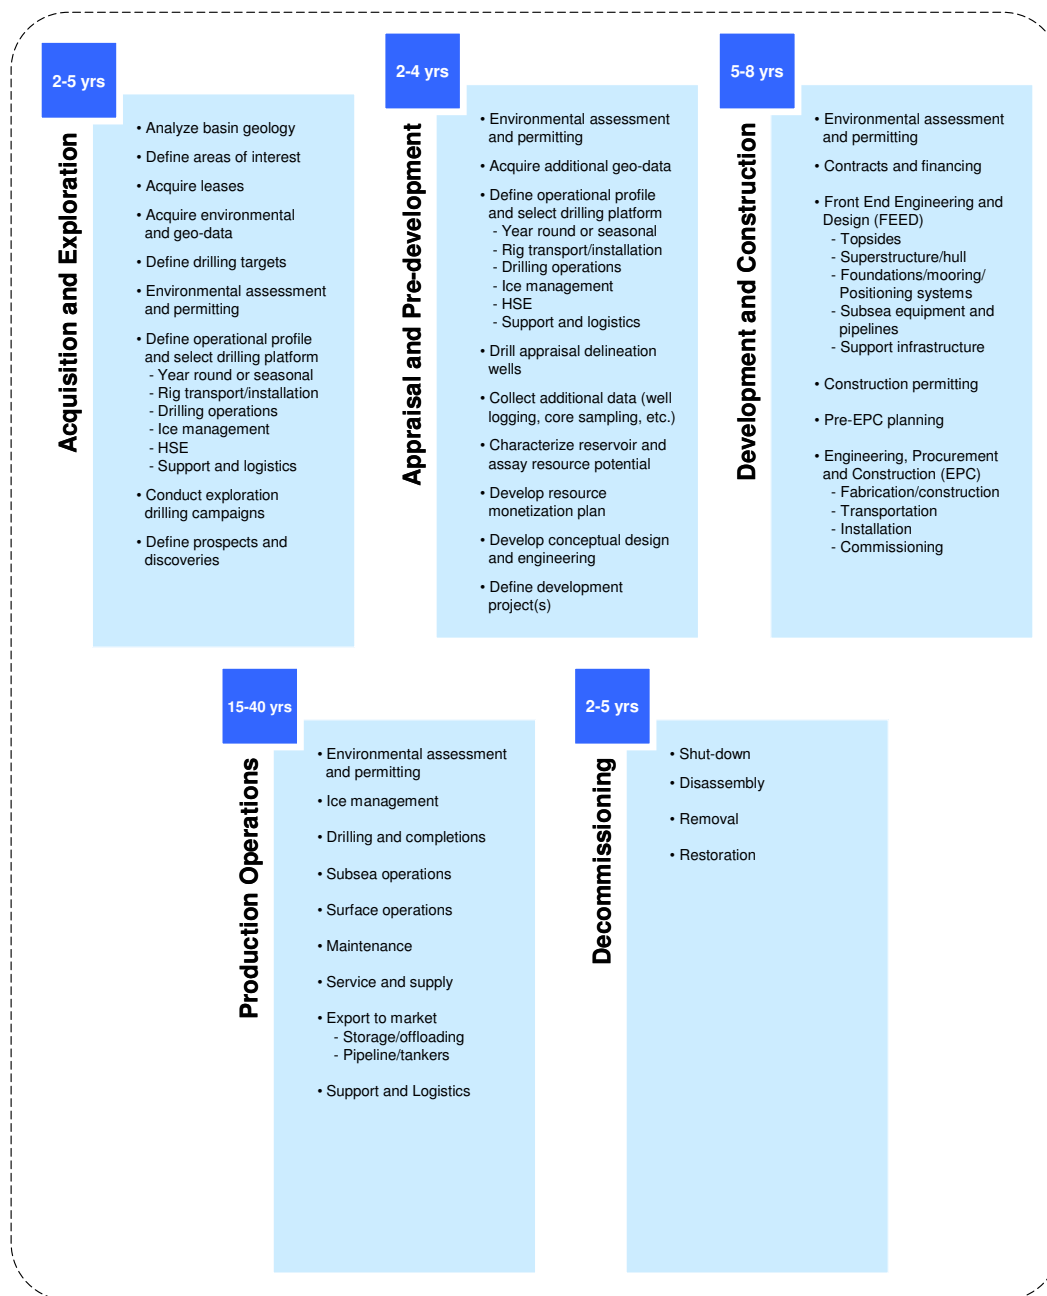 2-5 yrs
Acquisition and Exploration
• Analyze basin geology
• Define areas of interest
• Acquire leases
• Acquire environmental
and geo-data
• Define drilling targets
• Environmental assessment
and permitting
• Define operational profile
and select drilling platform
- Year round or seasonal
- Rig transport/installation
- Drilling operations
- Ice management
- HSE
- Support and logistics
• Conduct exploration
drilling campaigns
• Define prospects and
discoveries
2-4 yrs
Appraisal and Pre-development
• Environmental assessment
and permitting
• Acquire additional geo-data
• Define operational profile
and select drilling platform
- Year round or seasonal
- Rig transport/installation
- Drilling operations
- Ice management
- HSE
- Support and logistics
• Drill appraisal delineation
wells
• Collect additional data (well
logging, core sampling, etc.)
• Characterize reservoir and
assay resource potential
• Develop resource
monetization plan
• Develop conceptual design
and engineering
• Define development
project(s)
5-8 yrs
Development and Construction
• Environmental assessment
and permitting
• Contracts and financing
• Front End Engineering and
Design (FEED)
- Topsides
- Superstructure/hull
- Foundations/mooring/
Positioning systems
- Subsea equipment and
pipelines
- Support infrastructure
• Construction permitting
• Pre-EPC planning
• Engineering, Procurement
and Construction (EPC)
- Fabrication/construction
- Transportation
- Installation
- Commissioning
15-40 yrs
Production Operations
• Environmental assessment
and permitting
• Ice management
• Drilling and completions
• Subsea operations
• Surface operations
• Maintenance
• Service and supply
• Export to market
- Storage/offloading
- Pipeline/tankers
• Support and Logistics
2-5 yrs
Decommissioning
• Shut-down
• Disassembly
• Removal
• Restoration